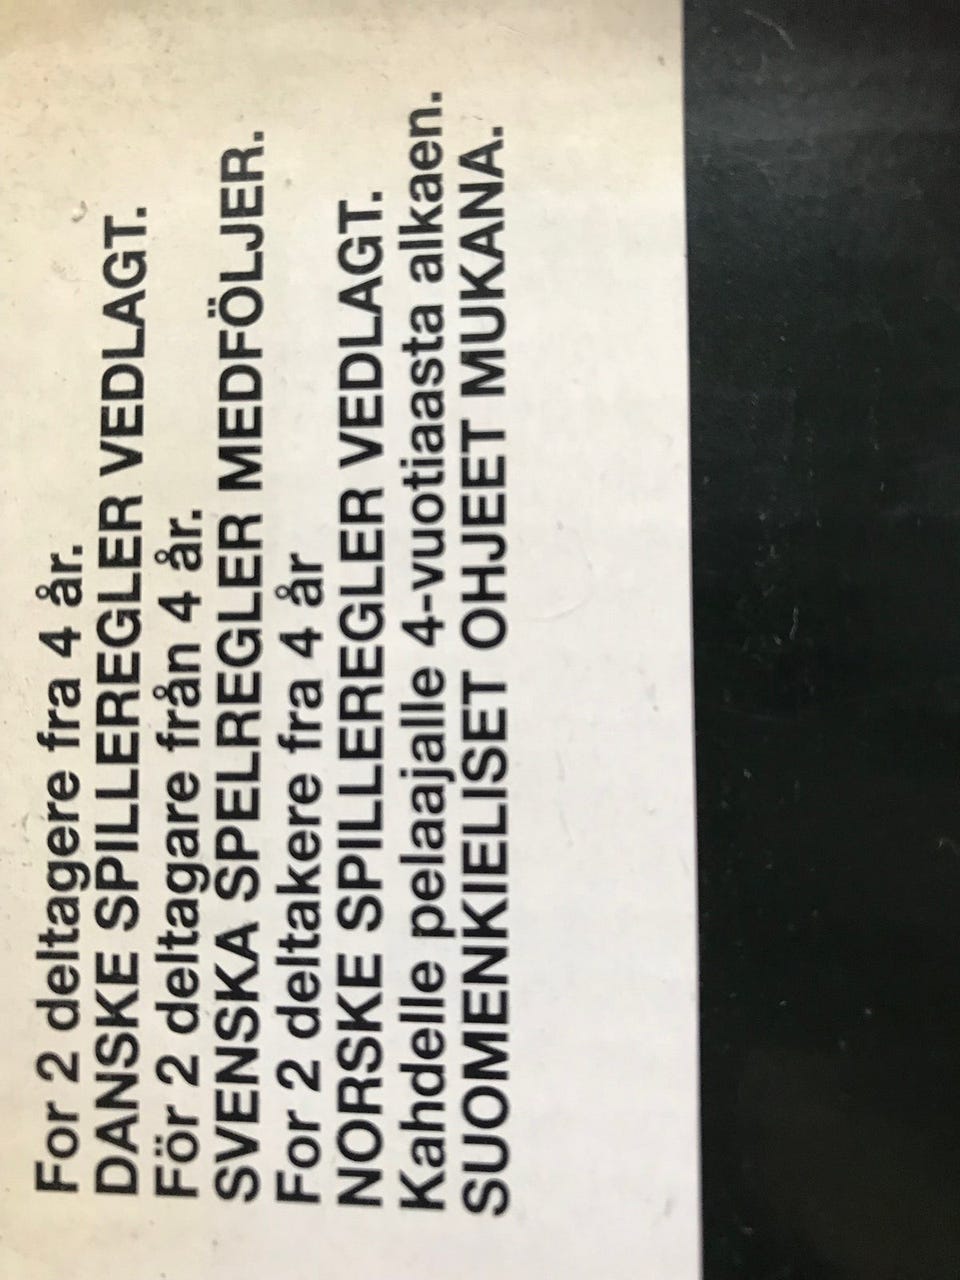 For 2 deltagere fra 4 år.
DANSKE SPILLEREGLER VEDLAGT.
För 2 deltagare från 4 år.
SVENSKA SPELREGLER MEDFÖLJER.
For 2 deltakere fra 4 år
NORSKE SPILLEREGLER VEDLAGT.
Kahdelle pelaajalle 4-vuotiaasta alkaen.
SUOMENKIELISET OHJEET MUKANA.